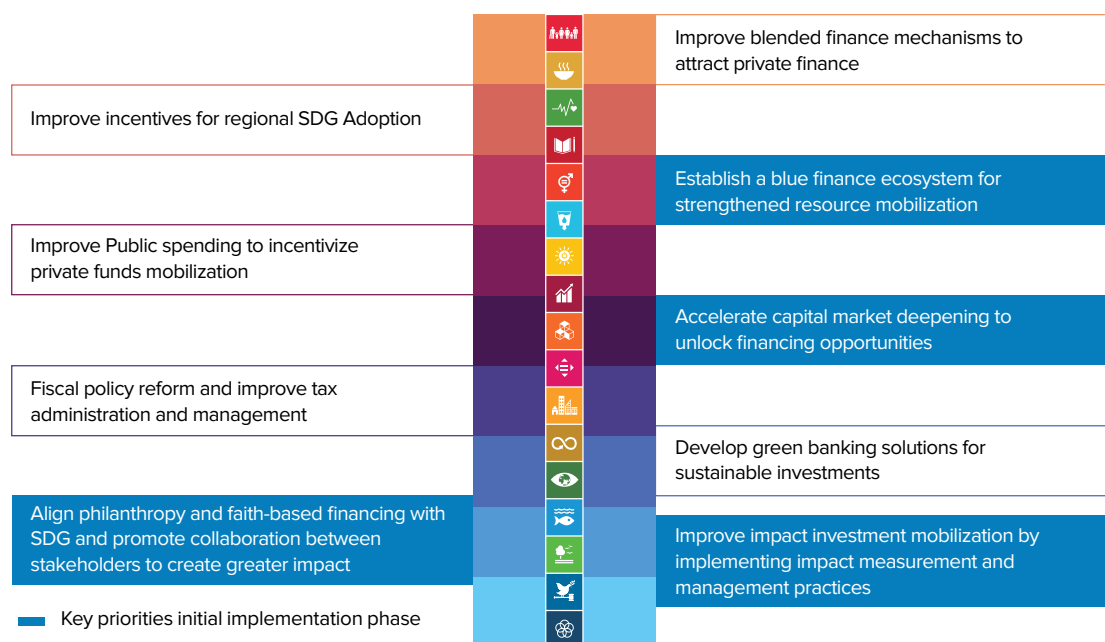 Improve blended finance mechanisms to
attract private finance
Improve incentives for regional SDG Adoption
Establish a blue finance ecosystem for
strengthened resource mobilization
Improve Public spending to incentivize
private funds mobilization
Accelerate capital market deepening to
unlock financing opportunities
Fiscal policy reform and improve tax
administration and management
Develop green banking solutions for
sustainable investments
Align philanthropy and faith-based financing with
SDG and promote collaboration between
stakeholders to create greater impact
Improve impact investment mobilization by
implementing impact measurement and
management practices
Key priorities initial implementation phase